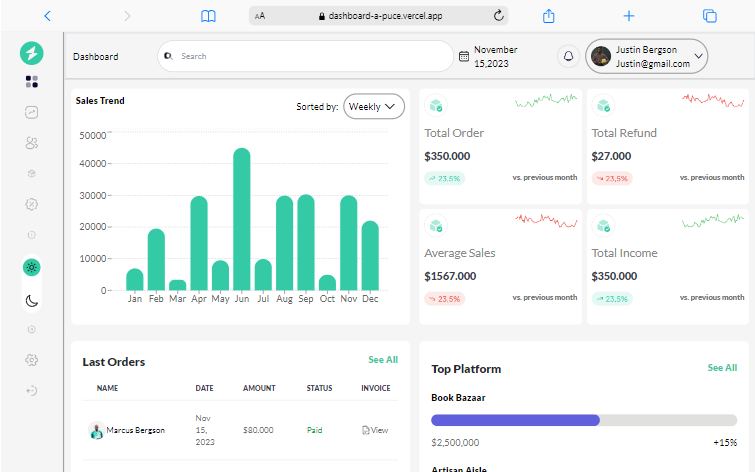 AA dashboard-a-puce.vercel.app
Dashboard
Search
November
15,2023
Justin Bergson
Justin@gmail.com
Sales Trend
Sorted by: Weekly
50000
40000
30000
20000
10000
0
Jan Feb Mar Apr May Jun Jul Aug Sep Oct Nov Dec
Total Order
$350.000
23,5% vs. previous month
Total Refund
$27.000
23,5% vs. previous month
Average Sales
$1567.000
23,5% vs. previous month
Total Income
$350.000
23,5% vs. previous month
Last Orders See All
NAME DATE AMOUNT STATUS INVOICE
Marcus Bergson Nov 15, 2023 $80.000 Paid View
Top Platform See All
Book Bazaar
$2,500,000 +15%
Artisan Aisle